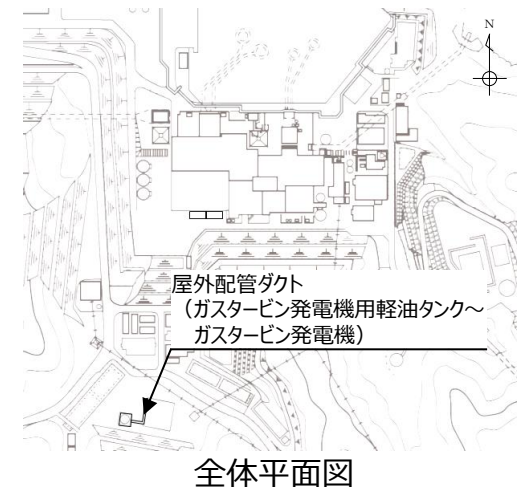 N
屋外配管ダクト
（ガスタービン発電機用軽油タンク～
ガスタービン発電機）
全体平面図